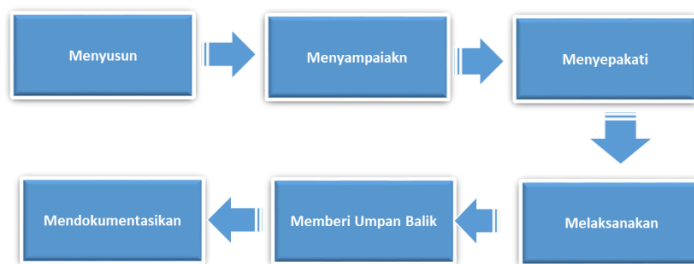 Menyusun
Menyampaiakn
Menyepakati
Melaksanakan
Memberi Umpan Balik
Mendokumentasikan